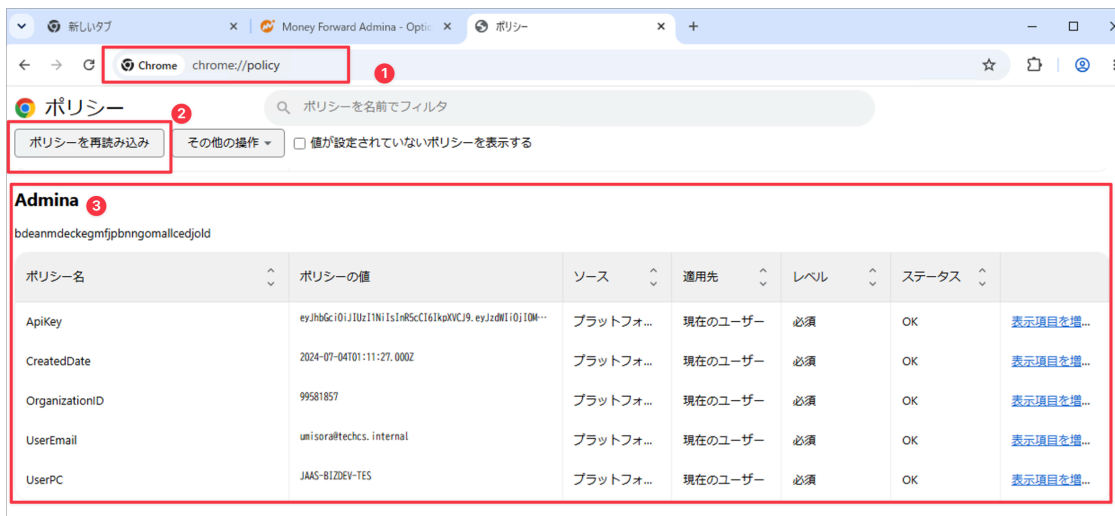 新しいタブ
Money Forward Admina - Optic
ポリシー
Chrome chrome://policy
1
ポリシー
ポリシーを名前でフィルタ
2
ポリシーを再読み込み
その他の操作
値が設定されていないポリシーを表示する
Admina
3
bdeanmdeckegmfjpbnngomallcedjold
ポリシー名 ポリシーの値 ソース 適用先 レベル ステータス
ApiKey eyJhbGciOiJIUzI1NiIsInR5cCI6IkpXVCJ9.eyJzdWIiOjI0M… プラットフォ... 現在のユーザー 必須 OK 表示項目を増...
CreatedDate 2024-07-04T01:11:27.000Z プラットフォ... 現在のユーザー 必須 OK 表示項目を増...
OrganizationID 99581857 プラットフォ... 現在のユーザー 必須 OK 表示項目を増...
UserEmail umisora@techcs.internal プラットフォ... 現在のユーザー 必須 OK 表示項目を増...
UserPC JAAS-BIZDEV-TES プラットフォ... 現在のユーザー 必須 OK 表示項目を増...